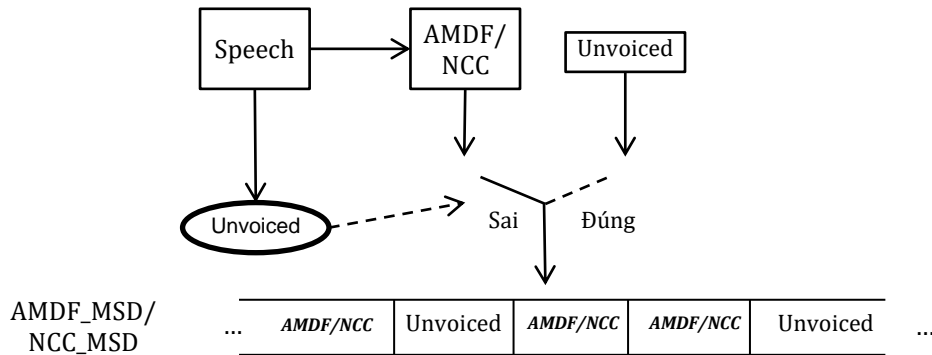 Speech
AMDF/
NCC
Unvoiced
Unvoiced
Sai
Đúng
AMDF_MSD/
NCC_MSD
... AMDF/NCC Unvoiced AMDF/NCC AMDF/NCC Unvoiced ...